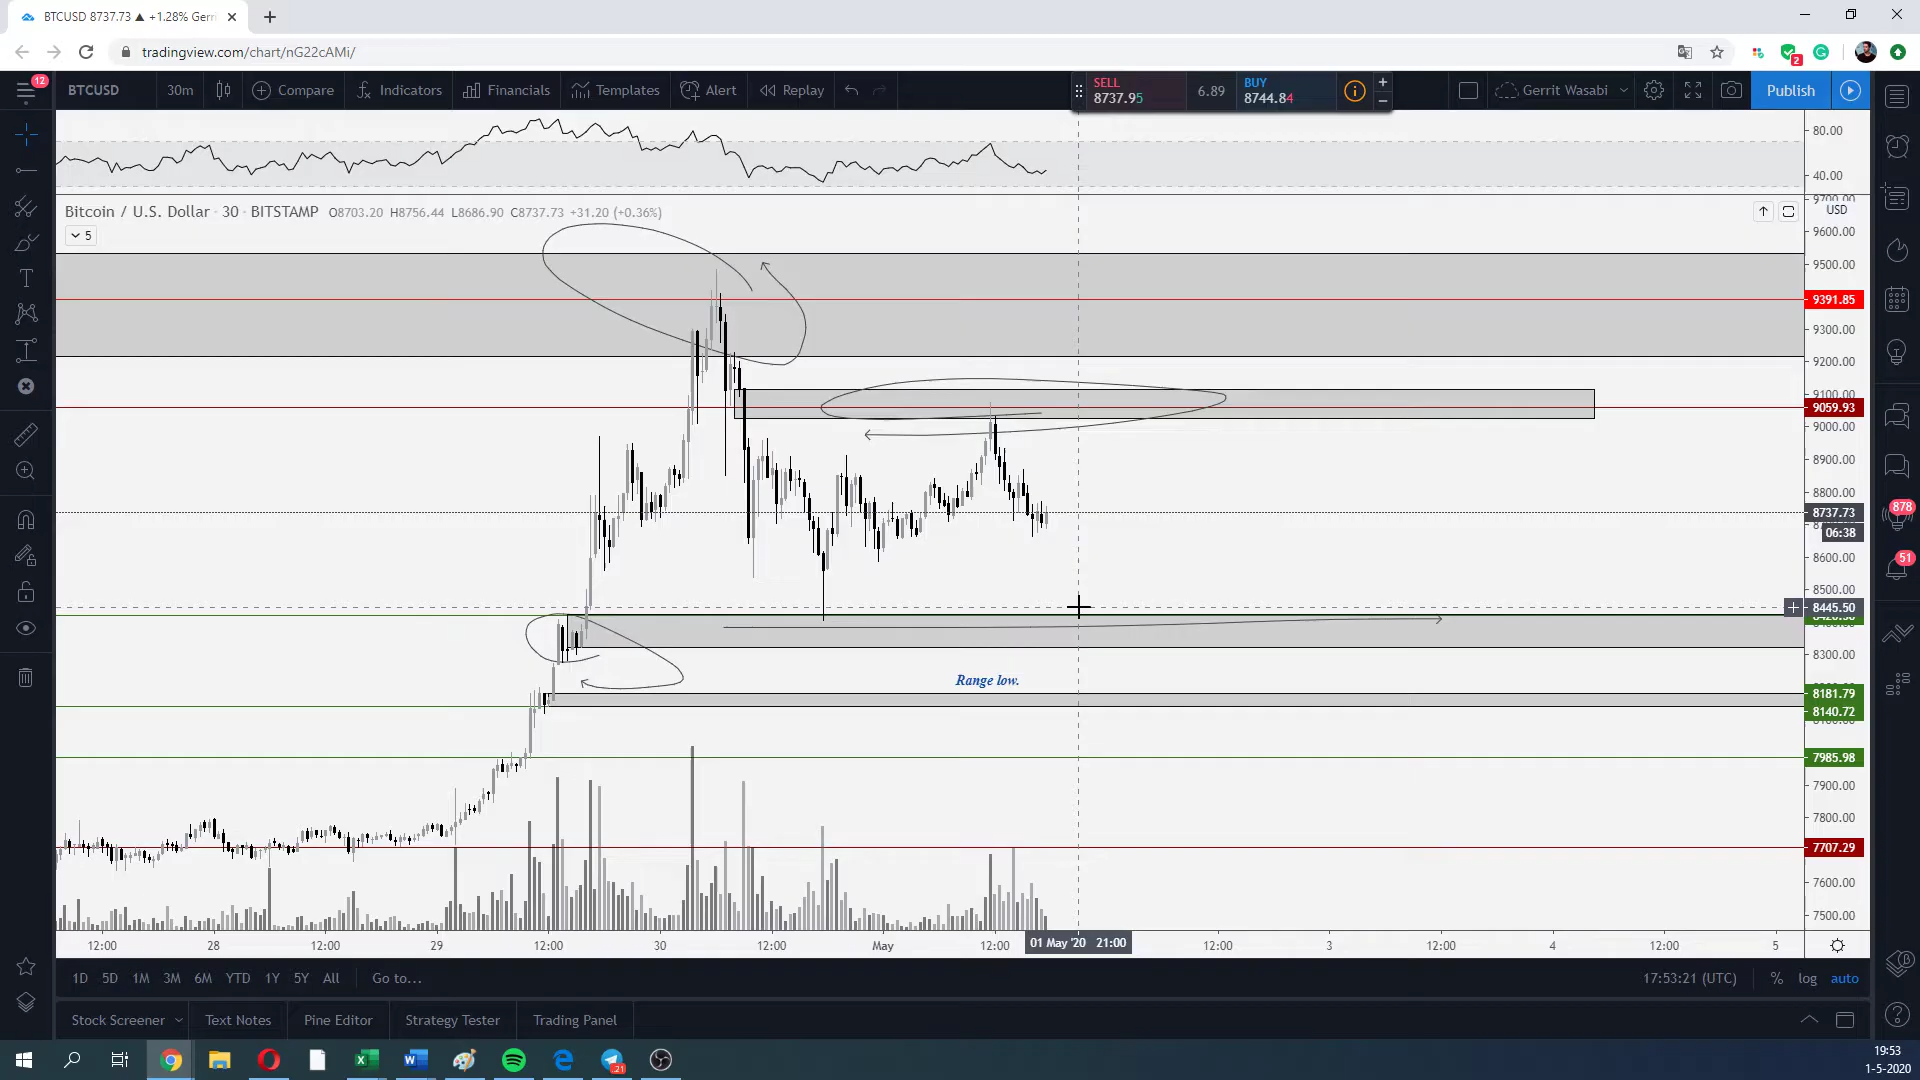 BTCUSD 8737.73 ▲ +1.28% Gerri
tradingview.com/chart/nG22cAMi/
2
12
BTCUSD
30m
Compare
Indicators
Financials
Templates
Alert
Replay
SELL
8737.95
6.89
BUY
8744.84
Gerrit Wasabi
Publish
80.00
40.00
Bitcoin / U.S. Dollar · 30 · BITSTAMP O8703.20 H8756.44 L8686.90 C8737.73 +31.20 (+0.36%)
USD
5
9600.00
9500.00
9391.85
9300.00
9200.00
9100.00
9059.93
9000.00
8900.00
8800.00
8737.73
06:38
8600.00
8500.00
8445.50
8300.00
Range low.
8181.79
8140.72
7985.98
7900.00
7800.00
7707.29
7600.00
7500.00
878
51
12:00 28 12:00 29 12:00 30 12:00 May 12:00 01 May '20 21:00 12:00 3 12:00 4 12:00 5
1D 5D 1M 3M 6M YTD 1Y 5Y All Go to...
17:53:21 (UTC) % log auto
Stock Screener Text Notes Pine Editor Strategy Tester Trading Panel
21
19:53
1-5-2020